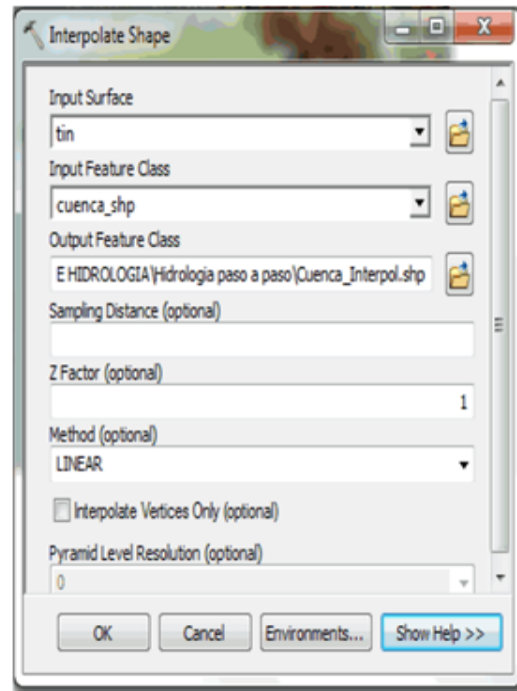 Interpolate Shape
Input Surface
tin
Input Feature Class
cuenca_shp
Output Feature Class
E HIDROLOGIA\Hidrologia paso a paso\Cuenca_Interpol.shp
Sampling Distance (optional)
Z Factor (optional)
1
Method (optional)
LINEAR
Interpolate Vertices Only (optional)
Pyramid Level Resolution (optional)
0
OK Cancel Environments... Show Help >>